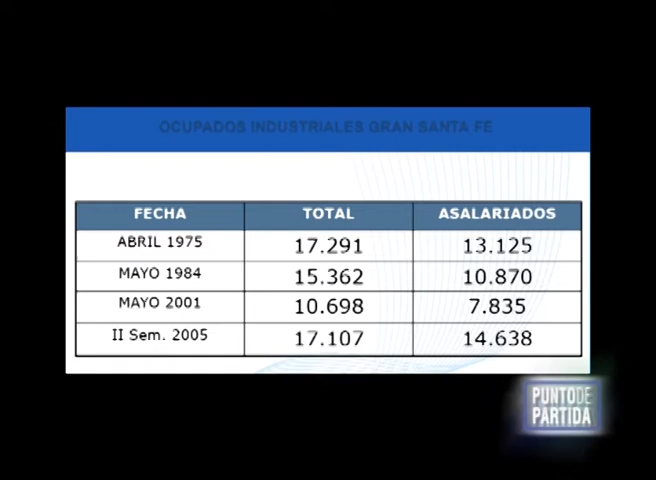 OCUPADOS INDUSTRIALES GRAN SANTA FE
FECHA TOTAL ASALARIADOS
ABRIL 1975 17.291 13.125
MAYO 1984 15.362 10.870
MAYO 2001 10.698 7.835
II Sem. 2005 17.107 14.638
PUNTO DE
PARTIDA